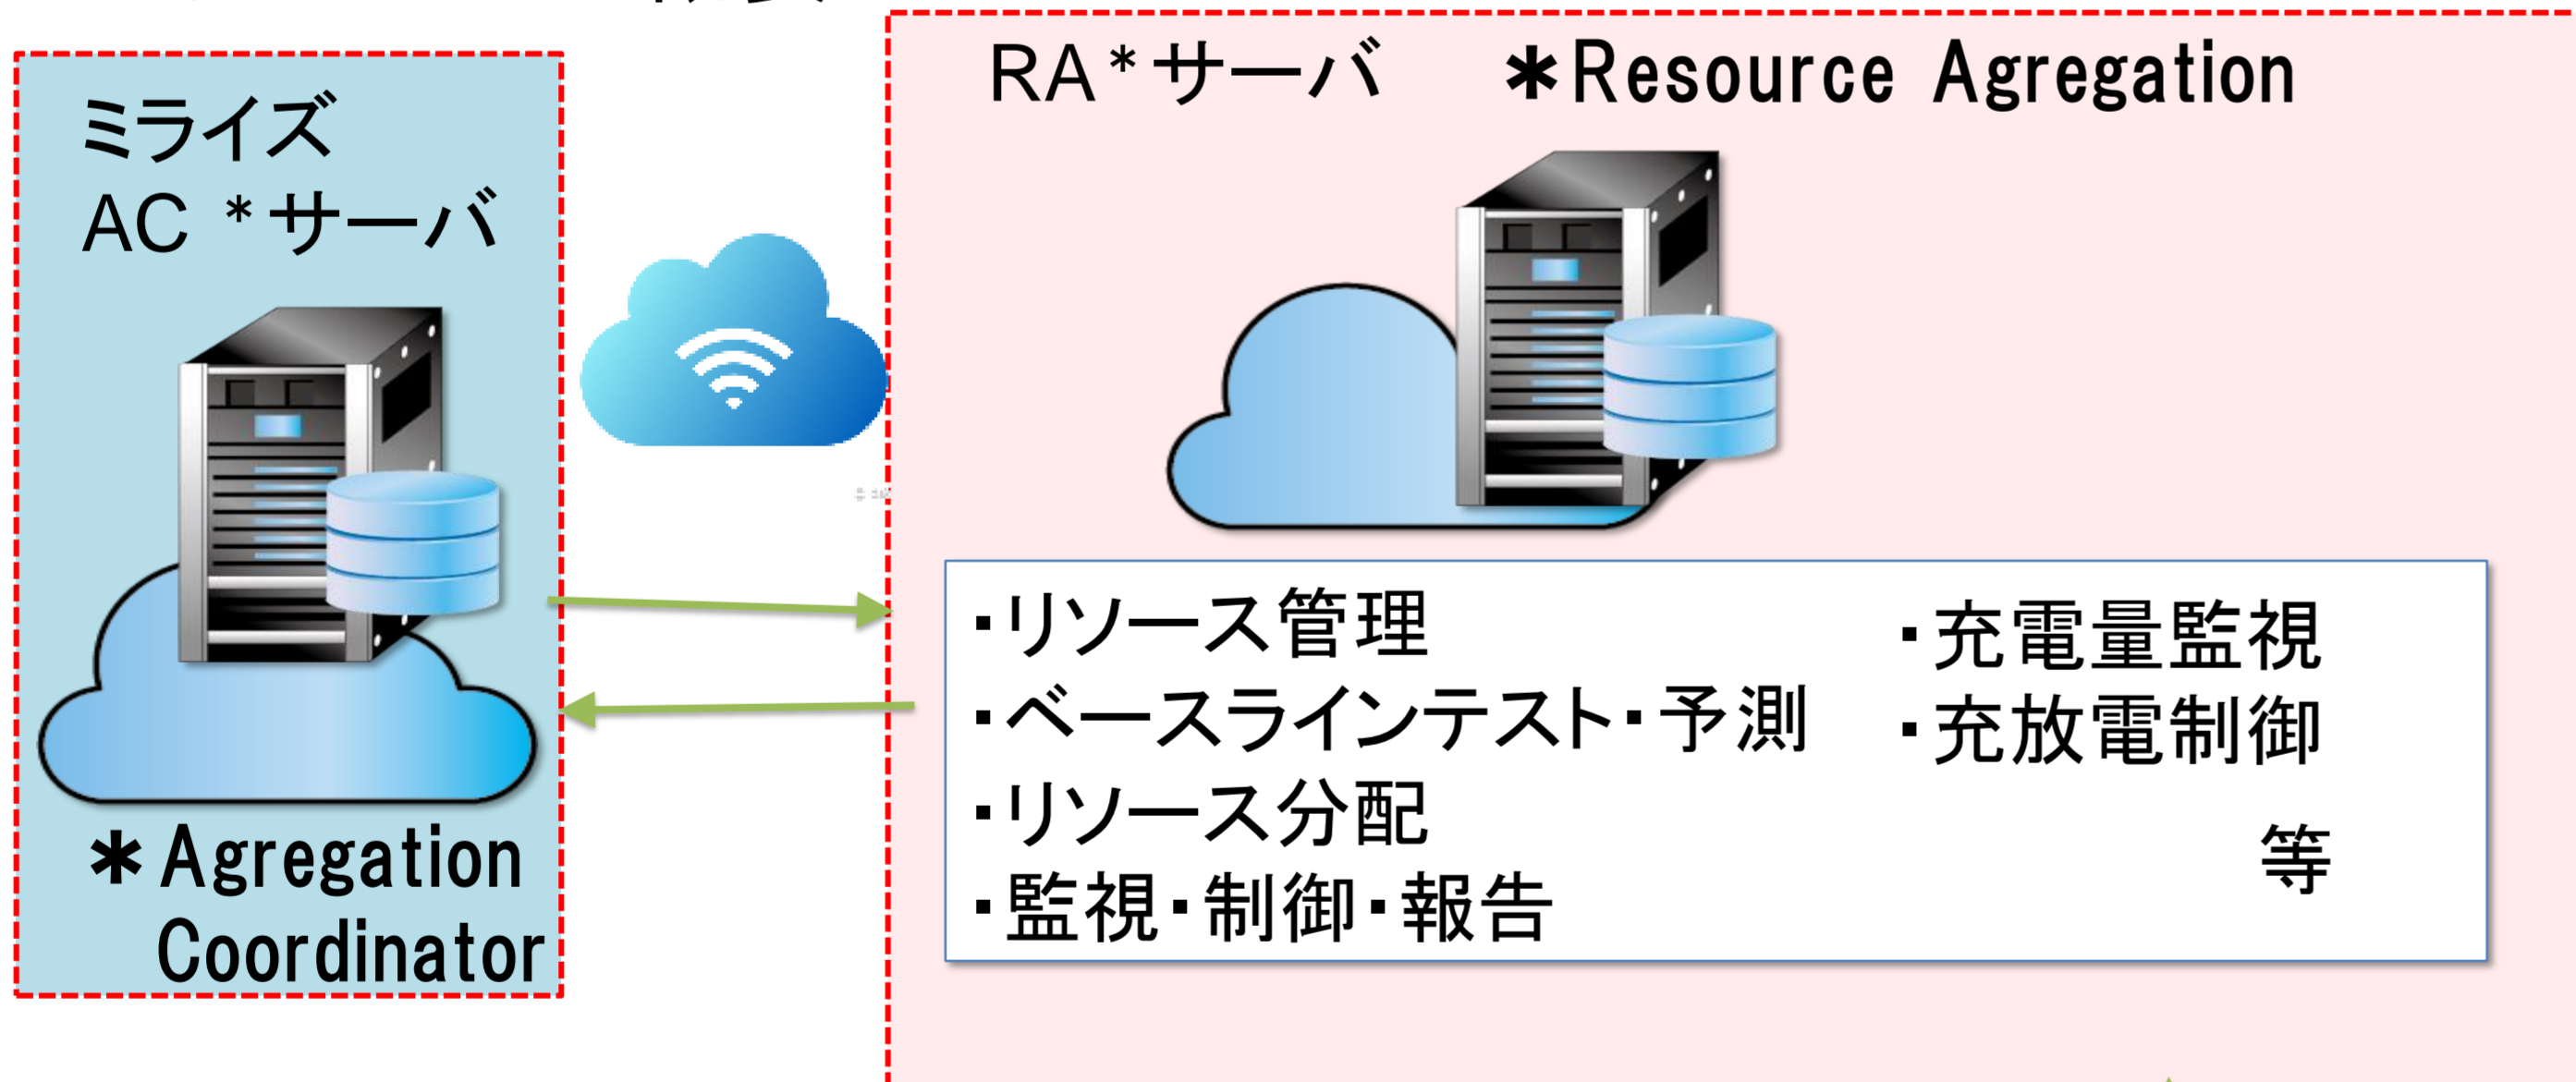 ミライズ
AC *サーバ
*Agregation
Coordinator
RA*サーバ *Resource Agregation
・リソース管理
・ベースラインテスト・予測
・リソース分配
・監視・制御・報告
・充電量監視
・充放電制御
等